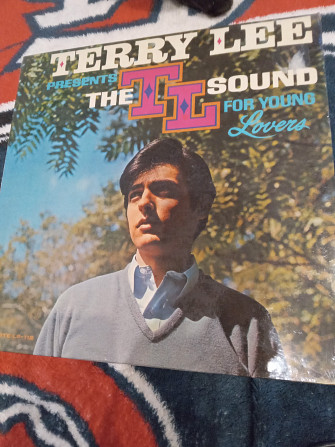 TERRY LEE
PRESENTS
THE TL SOUND
FOR YOUNG
Lovers